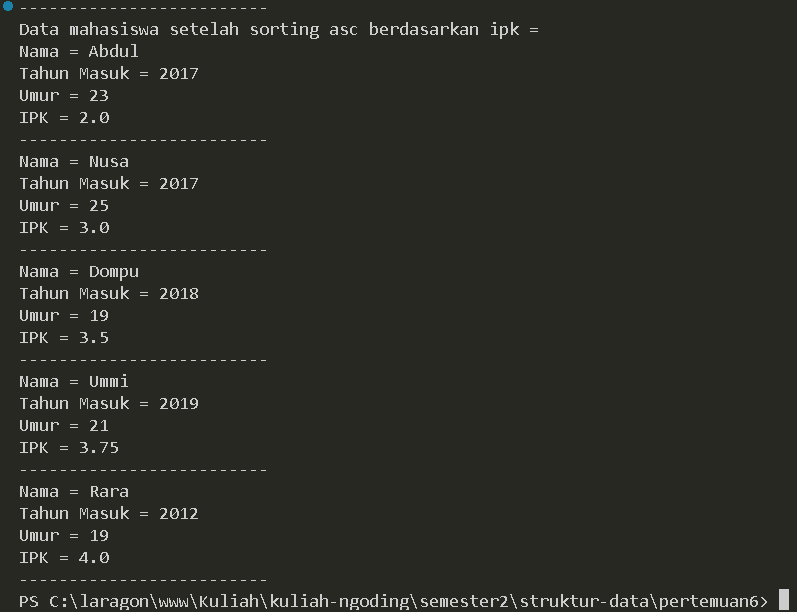 -------------------------
Data mahasiswa setelah sorting asc berdasarkan ipk =
Nama = Abdul
Tahun Masuk = 2017
Umur = 23
IPK = 2.0
-------------------------
Nama = Nusa
Tahun Masuk = 2017
Umur = 25
IPK = 3.0
-------------------------
Nama = Dompu
Tahun Masuk = 2018
Umur = 19
IPK = 3.5
-------------------------
Nama = Ummi
Tahun Masuk = 2019
Umur = 21
IPK = 3.75
-------------------------
Nama = Rara
Tahun Masuk = 2012
Umur = 19
IPK = 4.0
-------------------------
PS C:\laragon\www\Kuliah\kuliah-ngoding\semester2\struktur-data\pertemuan6>